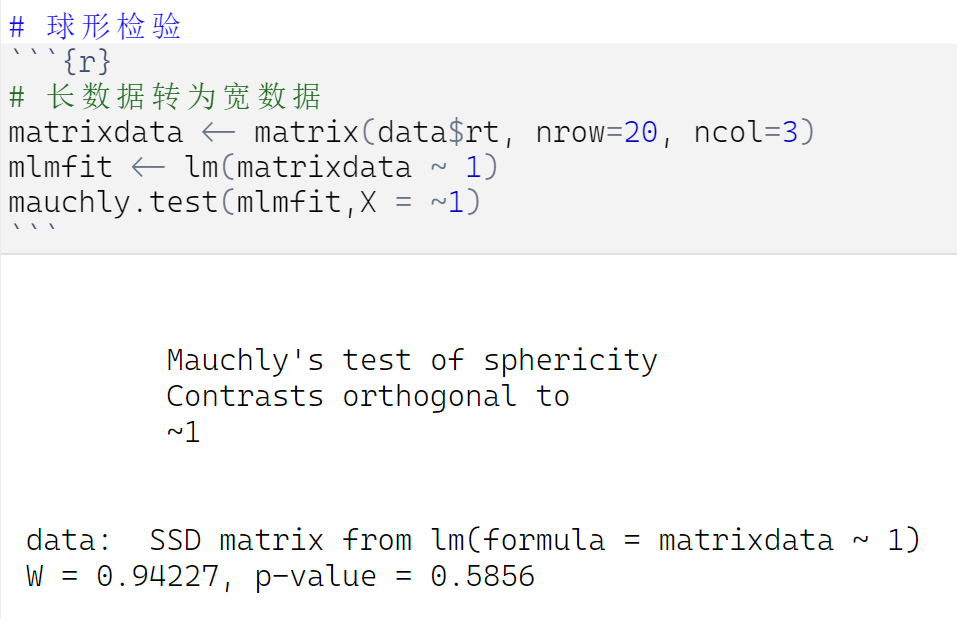 # 球形检验
```{r}
# 长数据转为宽数据
matrixdata <- matrix(data$rt, nrow=20, ncol=3)
mlmfit <- lm(matrixdata ~ 1)
mauchly.test(mlmfit,X = ~1)
```
Mauchly's test of sphericity
Contrasts orthogonal to
~1
data:  SSD matrix from lm(formula = matrixdata ~ 1)
W = 0.94227, p-value = 0.5856